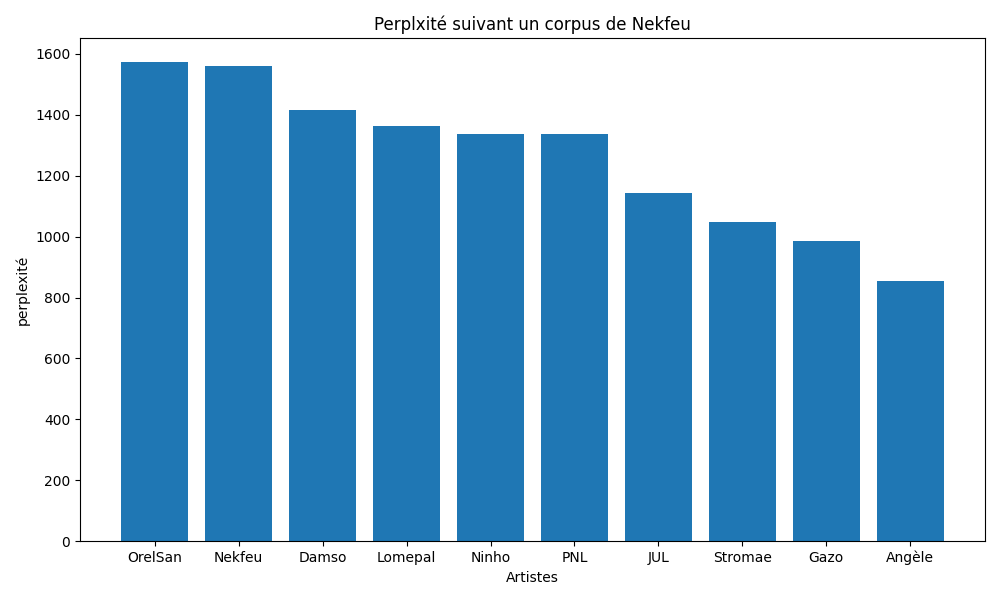 Perplxité suivant un corpus de Nekfeu
1600
1400
1200
1000
800
600
400
200
0
perplexité
OrelSan Nekfeu Damso Lomepal Ninho PNL JUL Stromae Gazo Angèle
Artistes